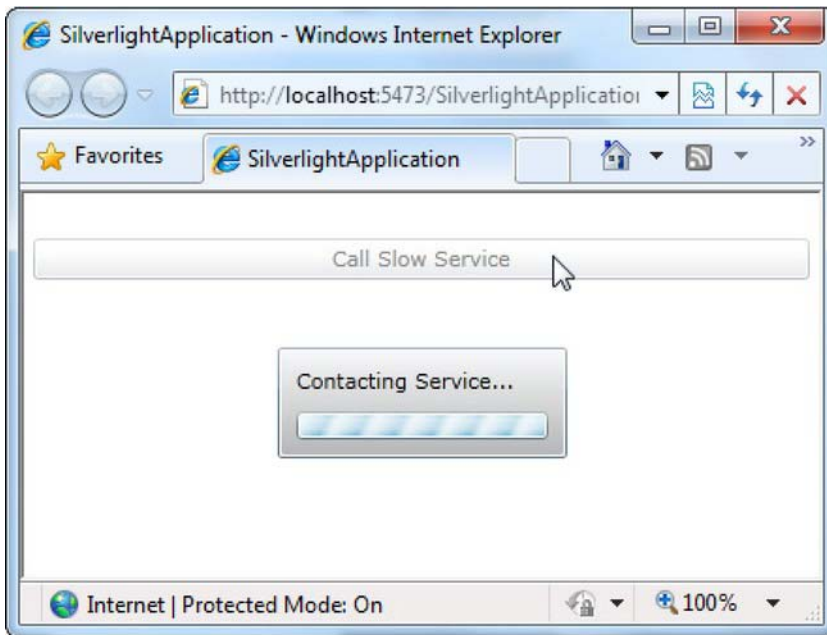 SilverlightApplication - Windows Internet Explorer
http://localhost:5473/SilverlightApplication
Favorites
SilverlightApplication
Call Slow Service
Contacting Service...
Internet | Protected Mode: On
100%